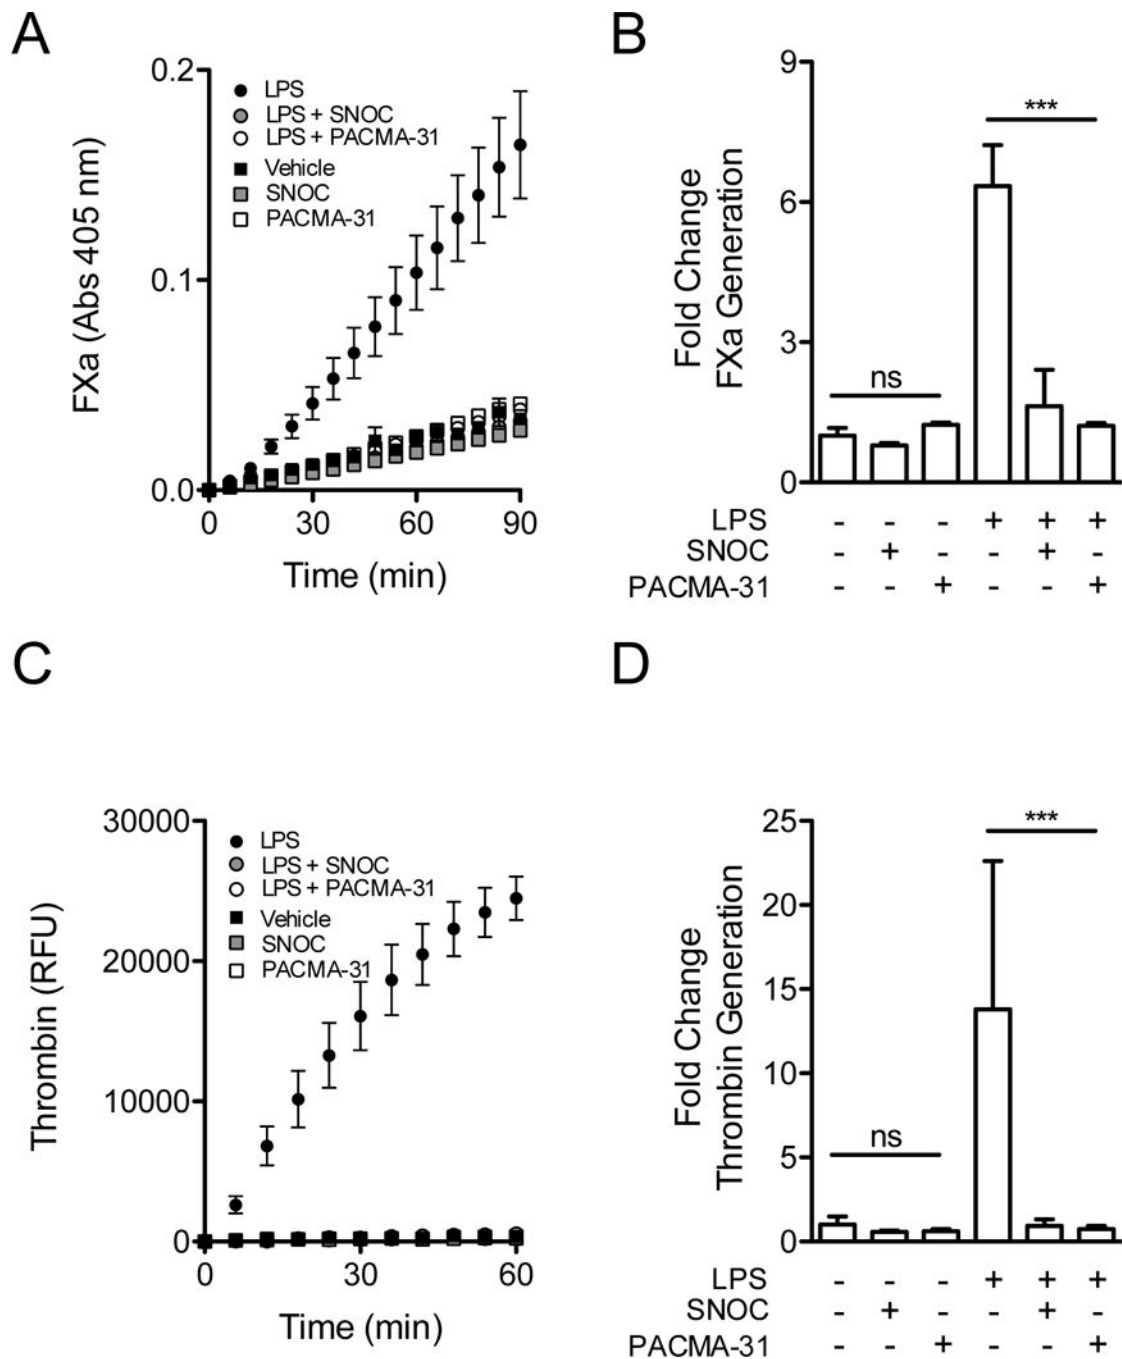 A
FXa (Abs 405 nm)
0.2
0.1
0.0
LPS
LPS + SNOC
LPS + PACMA-31
Vehicle
SNOC
PACMA-31
0 30 60 90
Time (min)
B
Fold Change
FXa Generation
9
6
3
0
ns
***
LPS - - - + + +
SNOC - + - - + -
PACMA-31 - - + - - +
C
Thrombin (RFU)
30000
20000
10000
0
LPS
LPS + SNOC
LPS + PACMA-31
Vehicle
SNOC
PACMA-31
0 30 60
Time (min)
D
Fold Change
Thrombin Generation
25
20
15
10
5
0
ns
***
LPS - - - + + +
SNOC - + - - + -
PACMA-31 - - + - - +